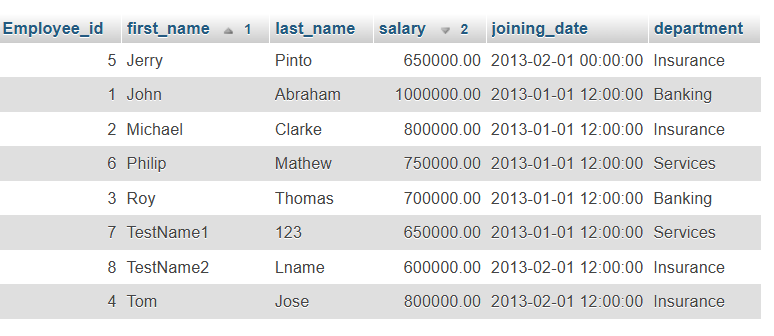 Employee_id first_name 1 last_name salary 2 joining_date department
5 Jerry Pinto 650000.00 2013-02-01 00:00:00 Insurance
1 John Abraham 1000000.00 2013-01-01 12:00:00 Banking
2 Michael Clarke 800000.00 2013-01-01 12:00:00 Insurance
6 Philip Mathew 750000.00 2013-01-01 12:00:00 Services
3 Roy Thomas 700000.00 2013-01-01 12:00:00 Banking
7 TestName1 123 650000.00 2013-01-01 12:00:00 Services
8 TestName2 Lname 600000.00 2013-02-01 12:00:00 Insurance
4 Tom Jose 800000.00 2013-02-01 12:00:00 Insurance